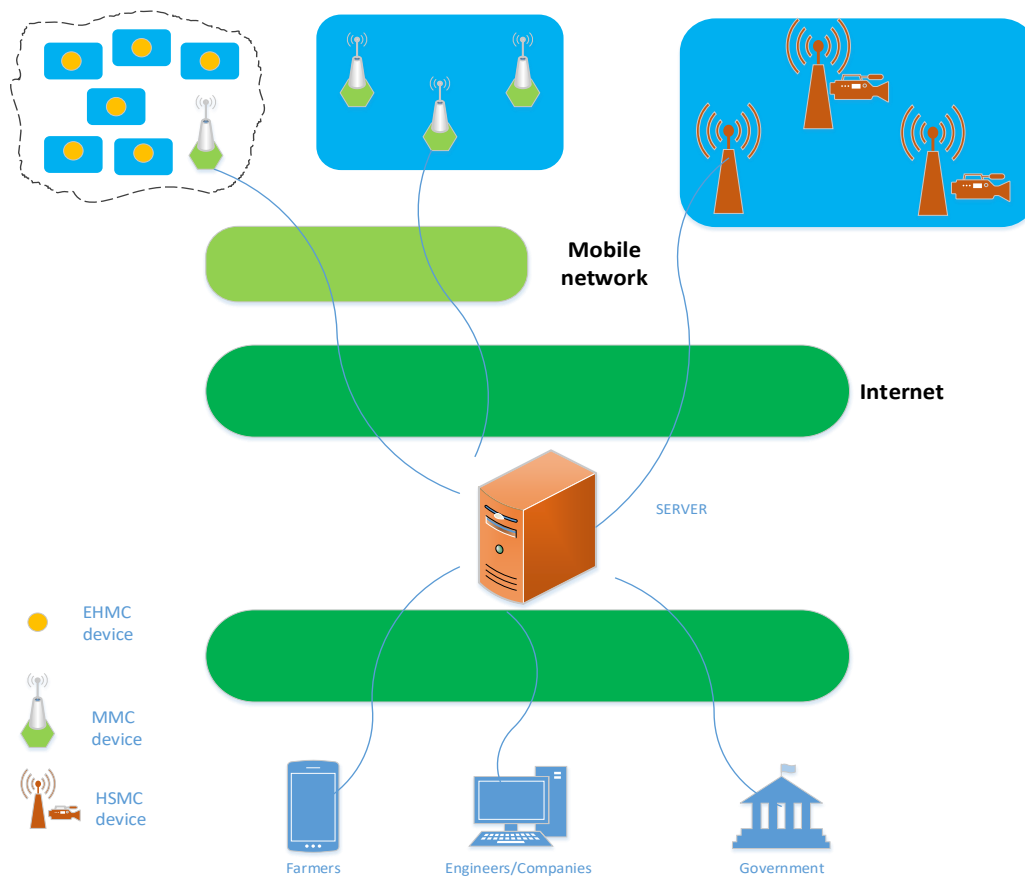 Mobile
network
Internet
SERVER
EHMC
device
MMC
device
HSMC
device
Farmers
Engineers/Companies
Government